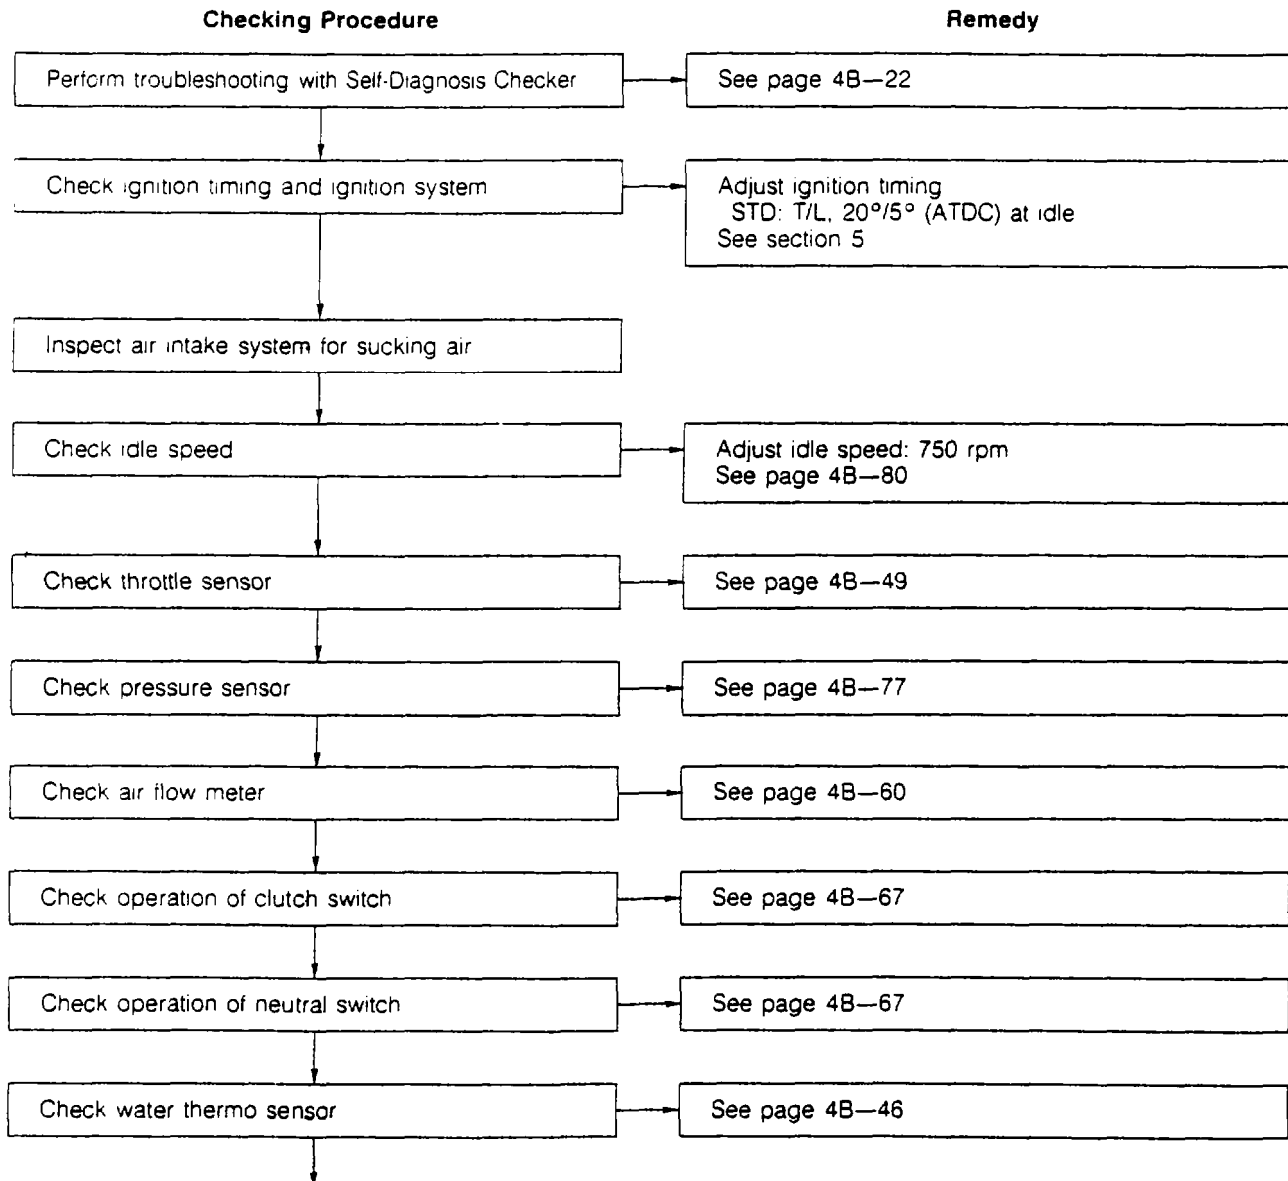 Checking Procedure
Remedy
Perform troubleshooting with Self-Diagnosis Checker
See page 4B—22
Check ignition timing and ignition system
Adjust ignition timing
STD: T/L, 20°/5° (ATDC) at idle
See section 5
Inspect air intake system for sucking air
Check idle speed
Adjust idle speed: 750 rpm
See page 4B—80
Check throttle sensor
See page 4B—49
Check pressure sensor
See page 4B—77
Check air flow meter
See page 4B—60
Check operation of clutch switch
See page 4B—67
Check operation of neutral switch
See page 4B—67
Check water thermo sensor
See page 4B—46